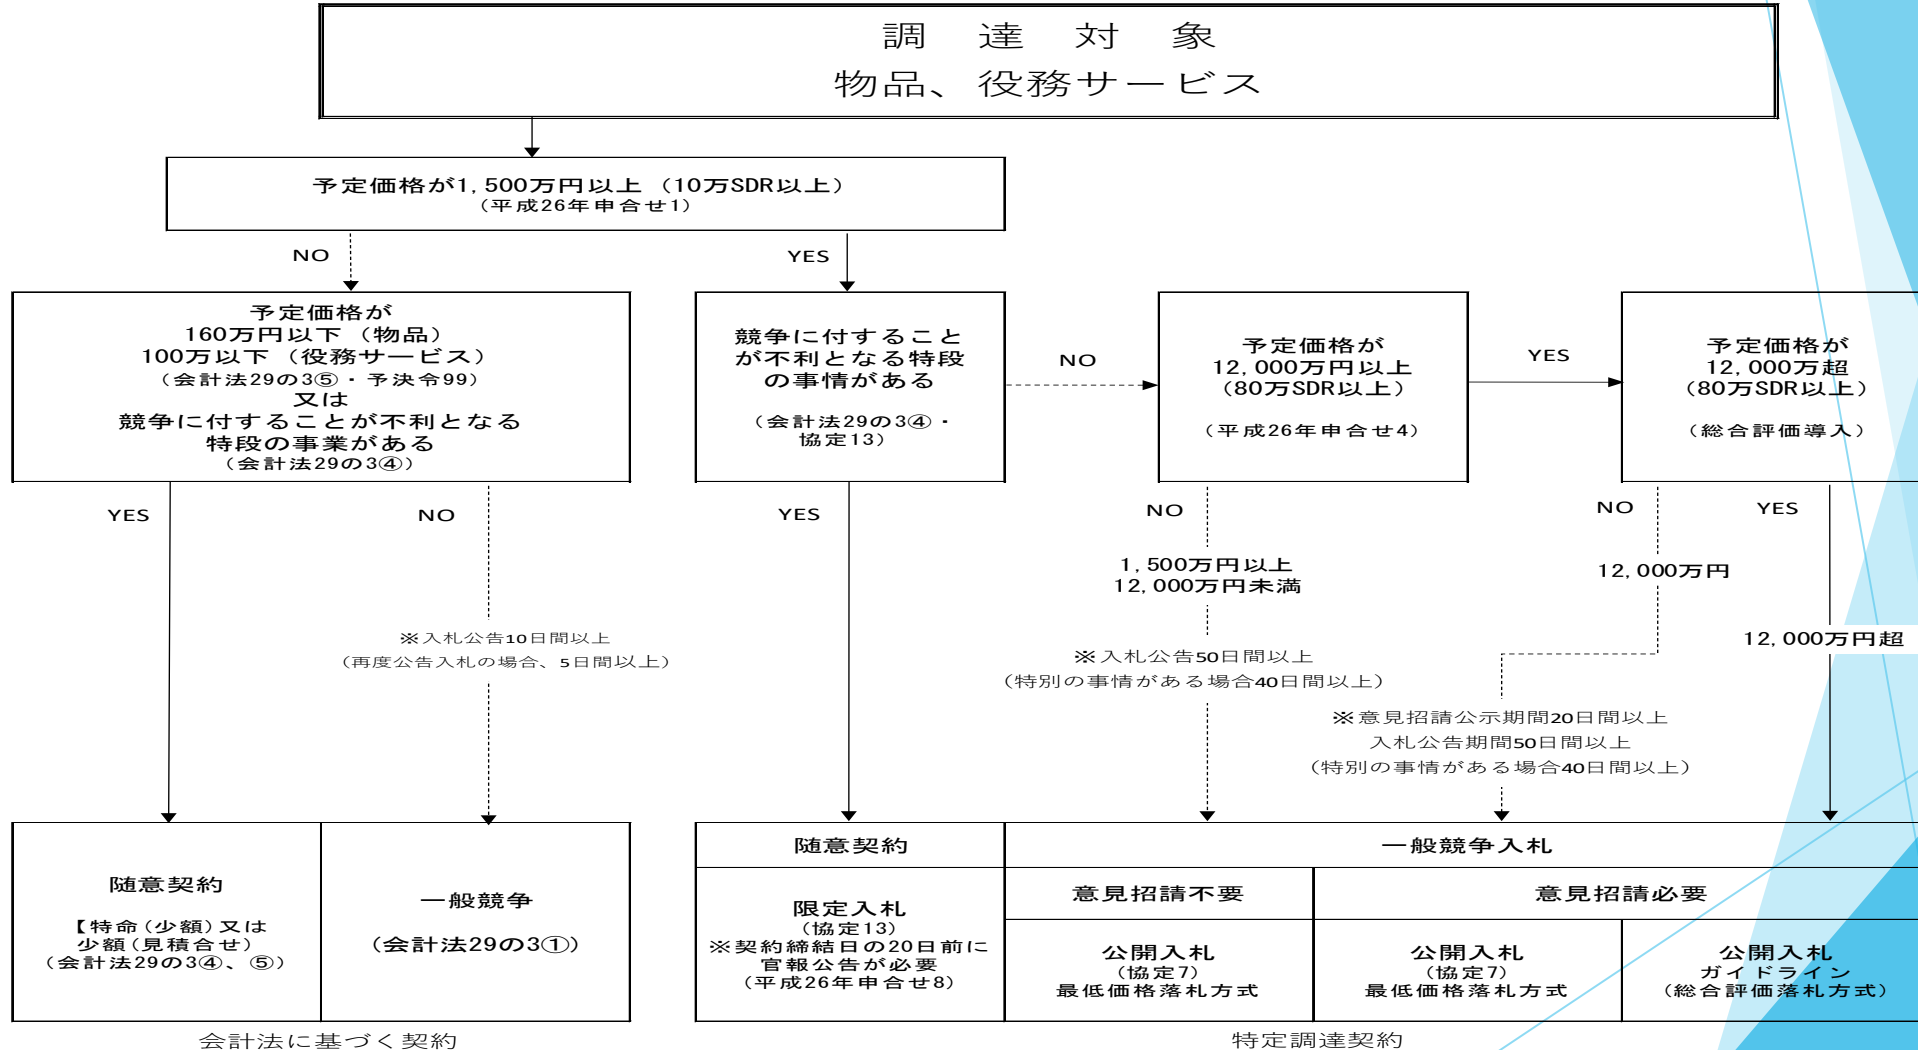 調　達　対　象
物品、役務サービス
予定価格が1,500万円以上（10万SDR以上）
（平成26年申合せ1）
NO
YES
予定価格が
160万円以下（物品）
100万以下（役務サービス）
（会計法29の3⑤・予決令99）
又は
競争に付することが不利となる
特段の事業がある
（会計法29の3④）
競争に付すること
が不利となる特段
の事情がある
（会計法29の3④・
協定13）
NO
予定価格が
12,000万円以上
（80万SDR以上）
（平成26年申合せ4）
YES
予定価格が
12,000万超
（80万SDR以上）
（総合評価導入）
YES
NO
YES
NO
NO
YES
1,500万円以上
12,000万円未満
12,000万円
12,000万円超
※入札公告10日間以上
（再度公告入札の場合、5日間以上）
※入札公告50日間以上
（特別の事情がある場合40日間以上）
※意見招請公示期間20日間以上
入札公告期間50日間以上
（特別の事情がある場合40日間以上）
随意契約
【特命（少額）又は
少額（見積合せ）
（会計法29の3④、⑤）
一般競争
（会計法29の3①）
随意契約
限定入札
（協定13）
※契約締結日の20日前に
官報公告が必要
（平成26年申合せ8）
一般競争入札
意見招請不要
意見招請必要
公開入札
（協定7）
最低価格落札方式
公開入札
（協定7）
最低価格落札方式
公開入札
ガイドライン
（総合評価落札方式）
会計法に基づく契約
特定調達契約